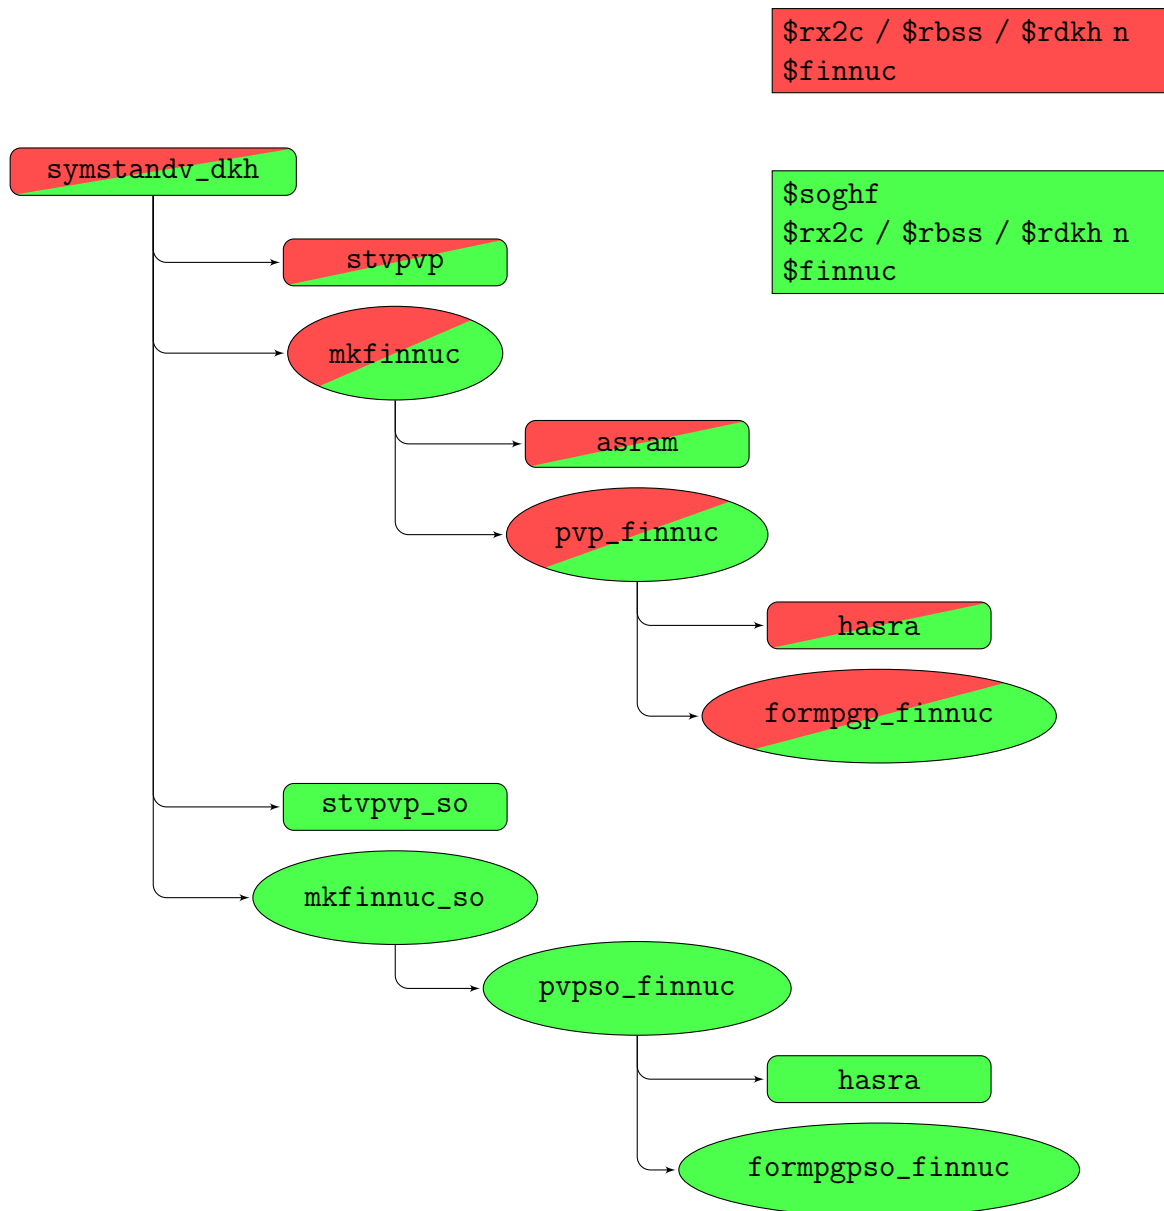 $rx2c / $rbss / $rdkh n
$finnuc
symstandv_dkh
$soghf
$rx2c / $rbss / $rdkh n
$finnuc
stvpvp
mkfinnuc
asram
pvp_finnuc
hasra
formpgp_finnuc
stvpvp_so
mkfinnuc_so
pvpso_finnuc
hasra
formpgpso_finnuc